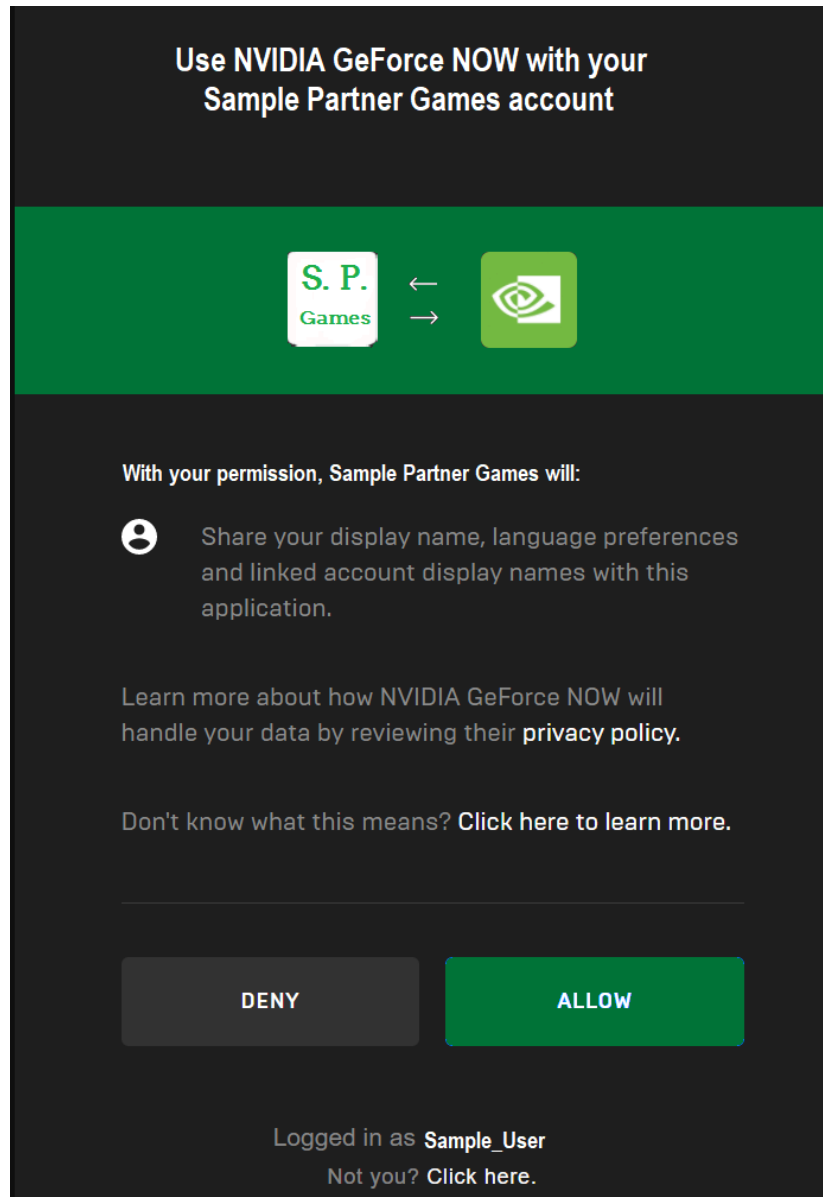 Use NVIDIA GeForce NOW with your
Sample Partner Games account
S. P.
Games
With your permission, Sample Partner Games will:
Share your display name, language preferences
and linked account display names with this
application.
Learn more about how NVIDIA GeForce NOW will
handle your data by reviewing their privacy policy.
Don't know what this means? Click here to learn more.
DENY
ALLOW
Logged in as Sample_User
Not you? Click here.